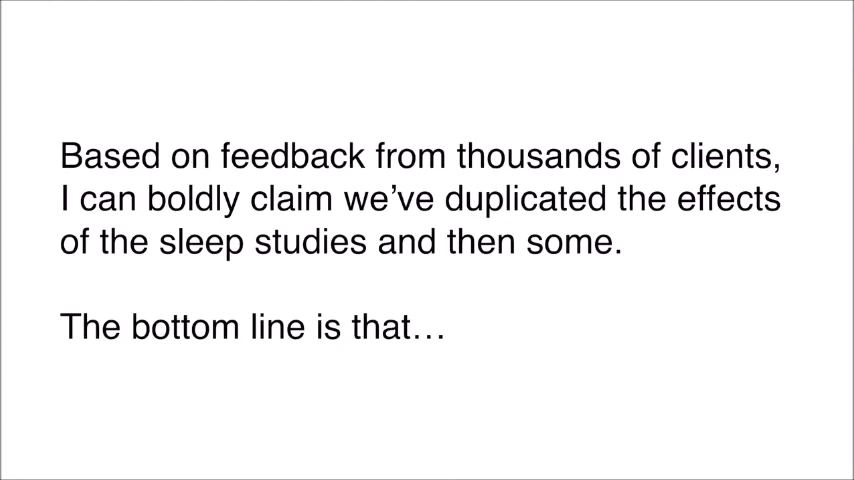 Based on feedback from thousands of clients,
I can boldly claim we’ve duplicated the effects
of the sleep studies and then some.
The bottom line is that…